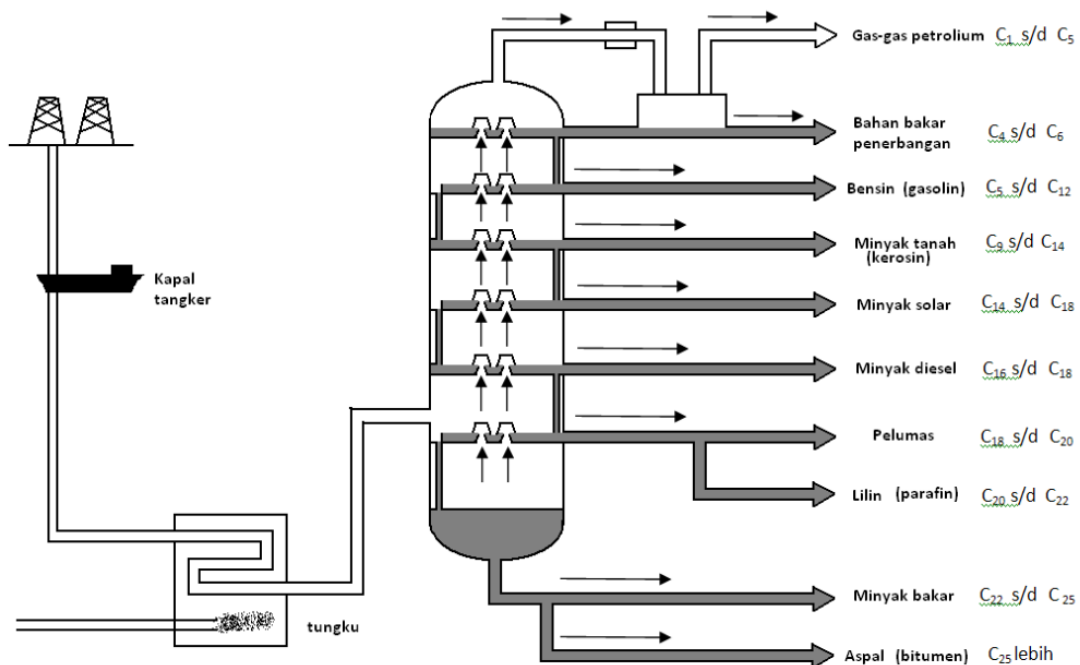 Gas-gas petrolium C₁ s/d C₅
Bahan bakar
penerbangan C₄ s/d C₆
Bensin (gasolin) C₅ s/d C₁₂
Minyak tanah
(kerosin) C₉ s/d C₁₄
Kapal
tangker
Minyak solar C₁₄ s/d C₁₈
Minyak diesel C₁₆ s/d C₁₈
Pelumas C₁₈ s/d C₂₀
Lilin (parafin) C₂₀ s/d C₂₂
Minyak bakar C₂₂ s/d C₂₅
tungku
Aspal (bitumen) C₂₅ lebih